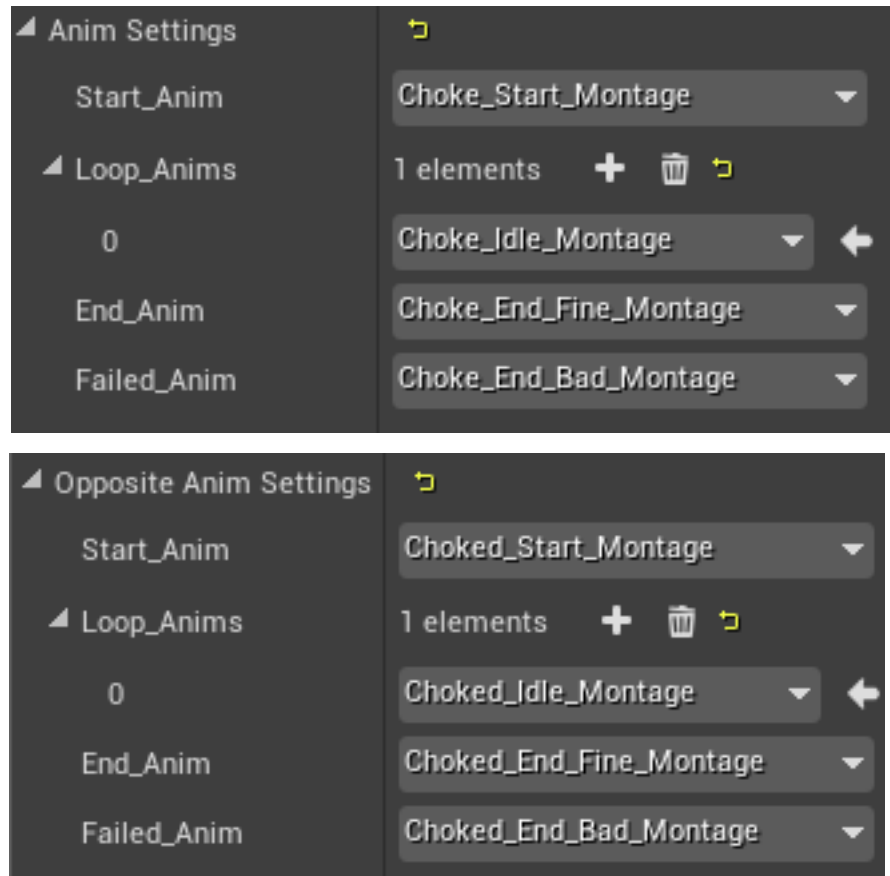 Anim Settings
Start_Anim Choke_Start_Montage
Loop_Anims 1 elements
0 Choke_Idle_Montage
End_Anim Choke_End_Fine_Montage
Failed_Anim Choke_End_Bad_Montage
Opposite Anim Settings
Start_Anim Choked_Start_Montage
Loop_Anims 1 elements
0 Choked_Idle_Montage
End_Anim Choked_End_Fine_Montage
Failed_Anim Choked_End_Bad_Montage